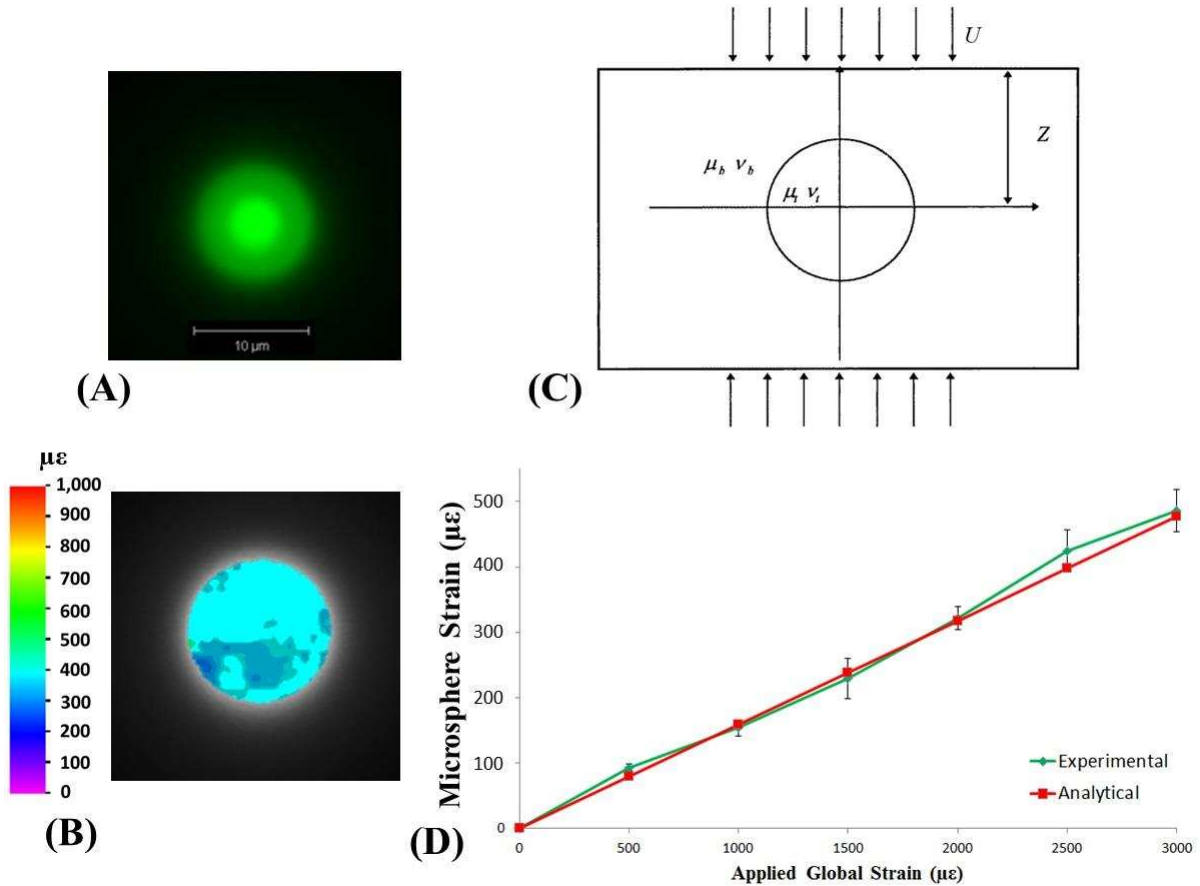 10 µm
(A)
U
Z
μb νb
μt νt
(C)
µε
1,000
900
800
700
600
500
400
300
200
100
0
(B)
Microsphere Strain (µε)
500
400
300
200
100
0
0 500 1000 1500 2000 2500 3000
Experimental
Analytical
Applied Global Strain (µε)
(D)